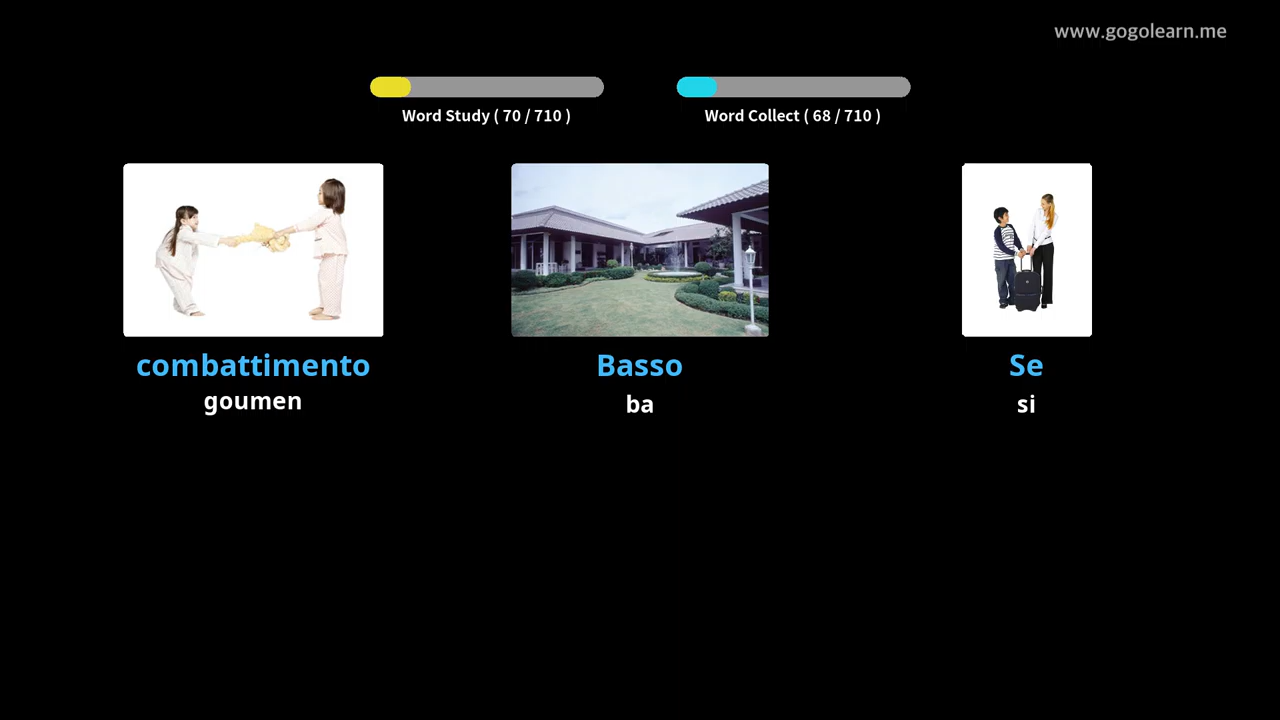 www.gogolearn.me
Word Study ( 70 / 710 )
Word Collect ( 68 / 710 )
combattimento
goumen
Basso
ba
Se
si